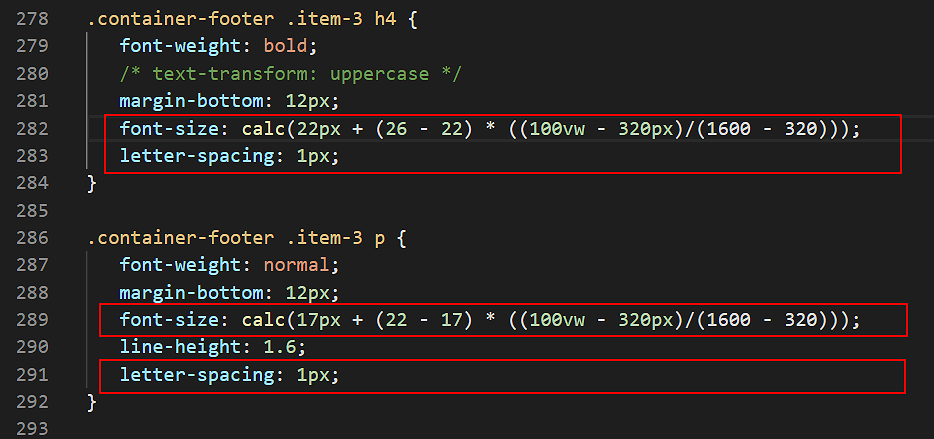 278 .container-footer .item-3 h4 {
279 font-weight: bold;
280 /* text-transform: uppercase */
281 margin-bottom: 12px;
282 font-size: calc(22px + (26 - 22) * ((100vw - 320px)/(1600 - 320)));
283 letter-spacing: 1px;
284 }
285
286 .container-footer .item-3 p {
287 font-weight: normal;
288 margin-bottom: 12px;
289 font-size: calc(17px + (22 - 17) * ((100vw - 320px)/(1600 - 320)));
290 line-height: 1.6;
291 letter-spacing: 1px;
292 }
293